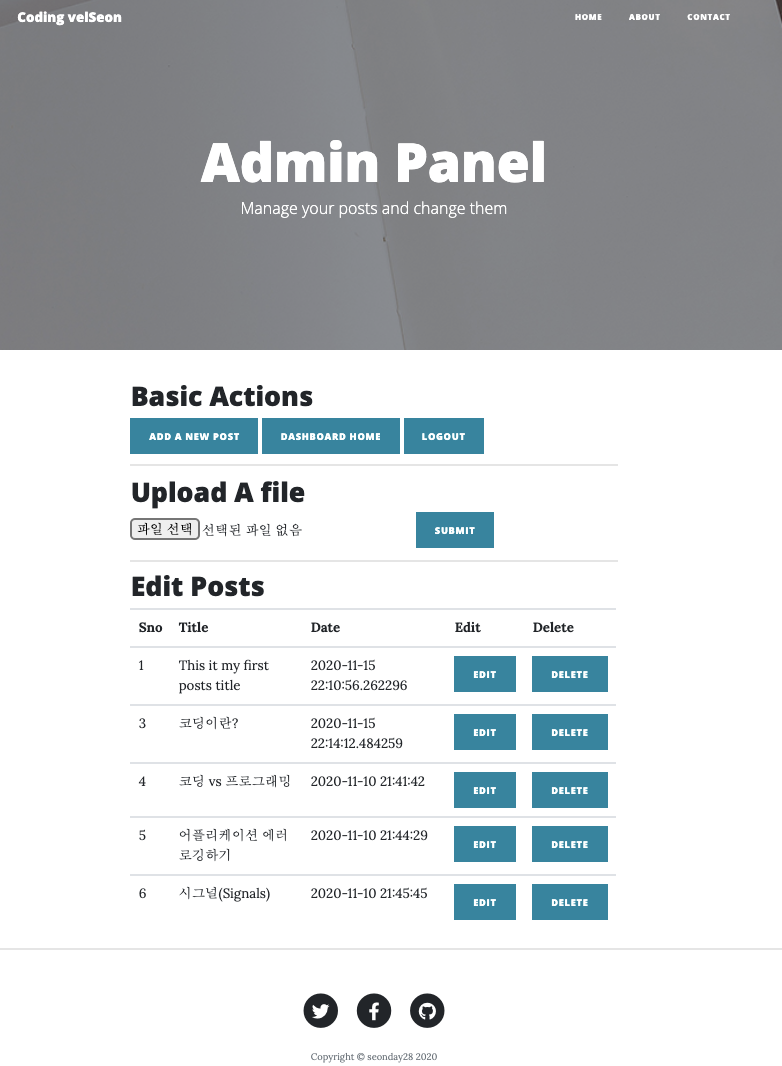 Coding velSeon
HOME ABOUT CONTACT
Admin Panel
Manage your posts and change them
Basic Actions
ADD A NEW POST DASHBOARD HOME LOGOUT
Upload A file
파일 선택 선택된 파일 없음 SUBMIT
Edit Posts
Sno Title Date Edit Delete
1 This it my first 2020-11-15 EDIT DELETE
posts title 22:10:56.262296
3 코딩이란? 2020-11-15 EDIT DELETE
22:14:12.484259
4 코딩 vs 프로그래밍 2020-11-10 21:41:42 EDIT DELETE
5 어플리케이션 에러 2020-11-10 21:44:29 EDIT DELETE
로깅하기
6 시그널(Signals) 2020-11-10 21:45:45 EDIT DELETE
Copyright © seonday28 2020